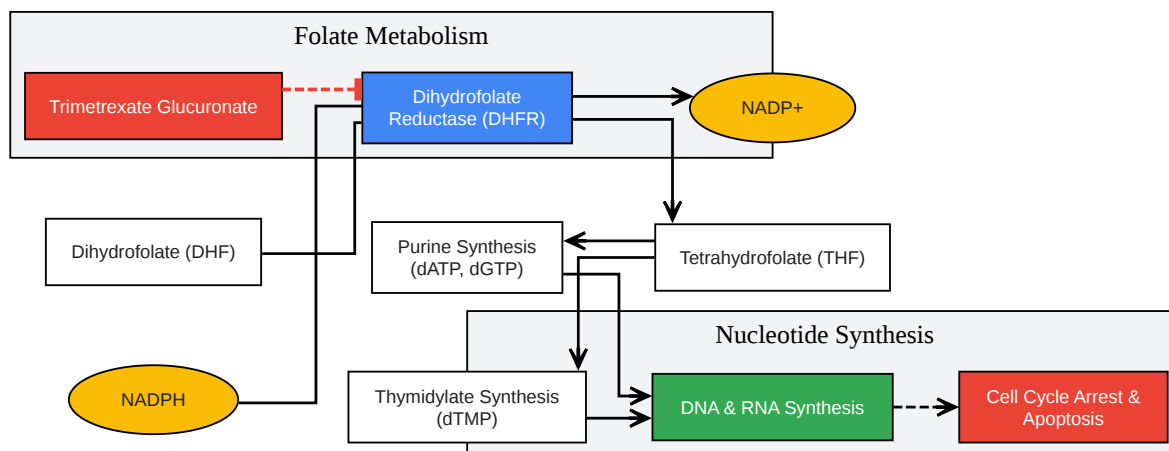 Folate Metabolism
Trimetrexate Glucuronate
Dihydrofolate
Reductase (DHFR)
NADP+
Dihydrofolate (DHF)
Purine Synthesis
(dATP, dGTP)
Tetrahydrofolate (THF)
Nucleotide Synthesis
NADPH
Thymidylate Synthesis
(dTMP)
DNA & RNA Synthesis
Cell Cycle Arrest &
Apoptosis